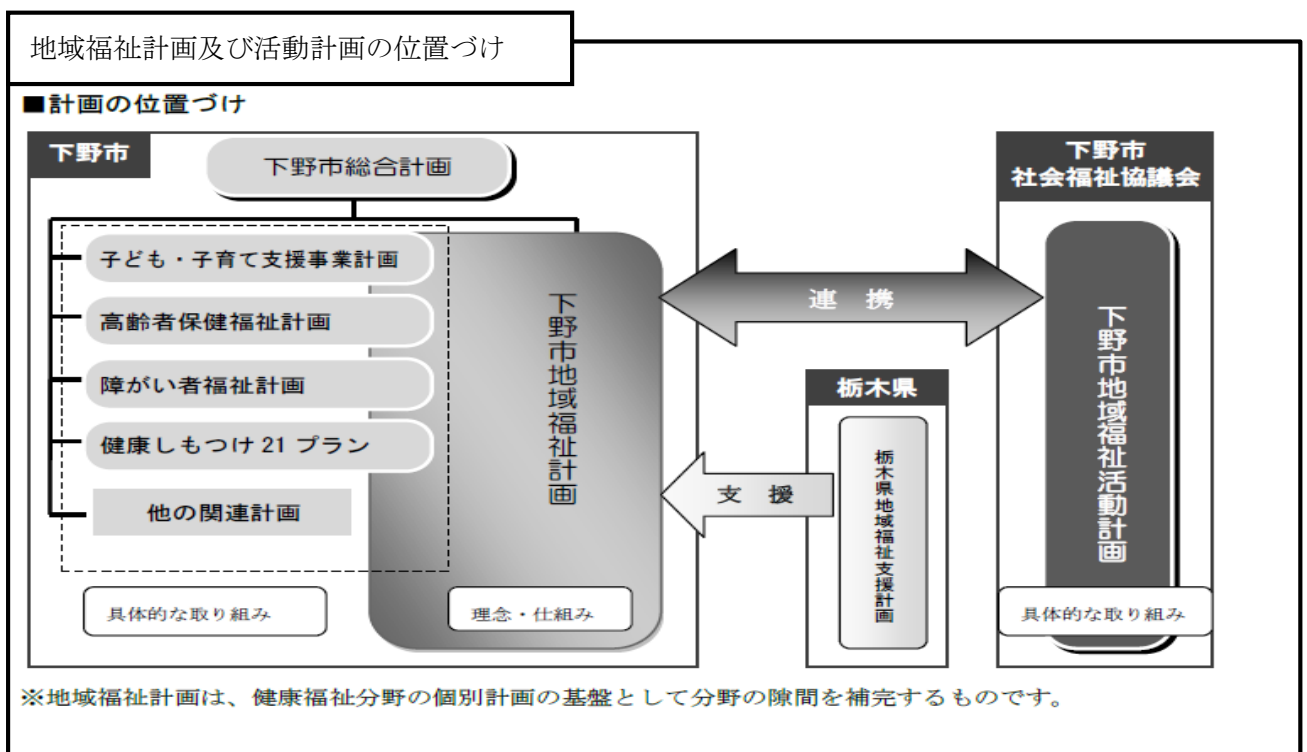 地域福祉計画及び活動計画の位置づけ
■計画の位置づけ
下野市
下野市総合計画
子ども・子育て支援事業計画
高齢者保健福祉計画
障がい者福祉計画
健康しもつけ 21 プラン
他の関連計画
具体的な取り組み
下野市地域福祉計画
理念・仕組み
連 携
支 援
栃木県
栃木県地域福祉支援計画
下野市
社会福祉協議会
下野市地域福祉活動計画
具体的な取り組み
※地域福祉計画は、健康福祉分野の個別計画の基盤として分野の隙間を補完するものです。